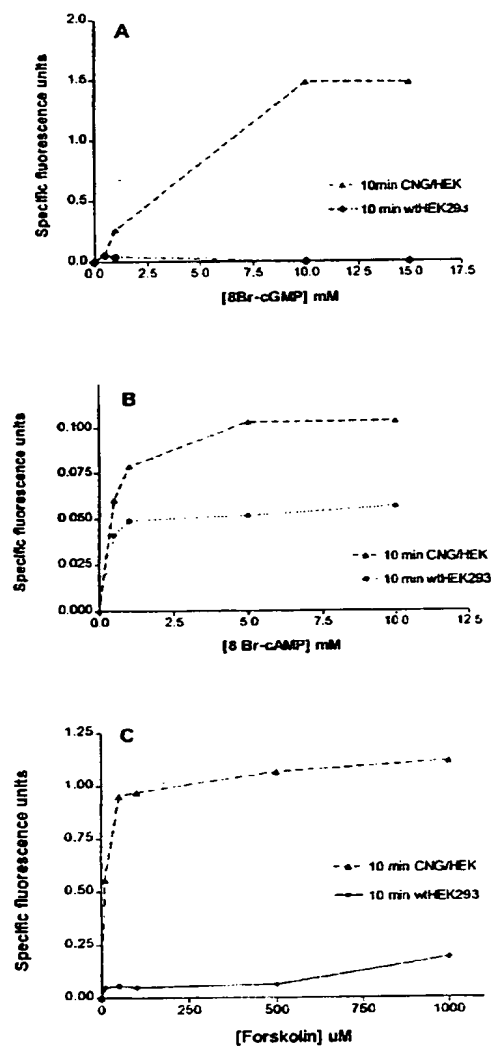 A
2.0
1.5
1.0
0.5
0.0
Specific fluorescence units
10min CNG/HEK
10 min wtHEK293
0.0 2.5 5.0 7.5 10.0 12.5 15.0 17.5
[8Br-cGMP] mM
B
0.100
0.075
0.050
0.025
0.000
Specific fluorescence units
10 min CNG/HEK
10 min wtHEK293
0.0 2.5 5.0 7.5 10.0 12.5
[8 Br-cAMP] mM
C
1.25
1.00
0.75
0.50
0.25
0.00
Specific fluorescence units
10 min CNG/HEK
10 min wtHEK293
0 250 500 750 1000
[Forskolin] uM